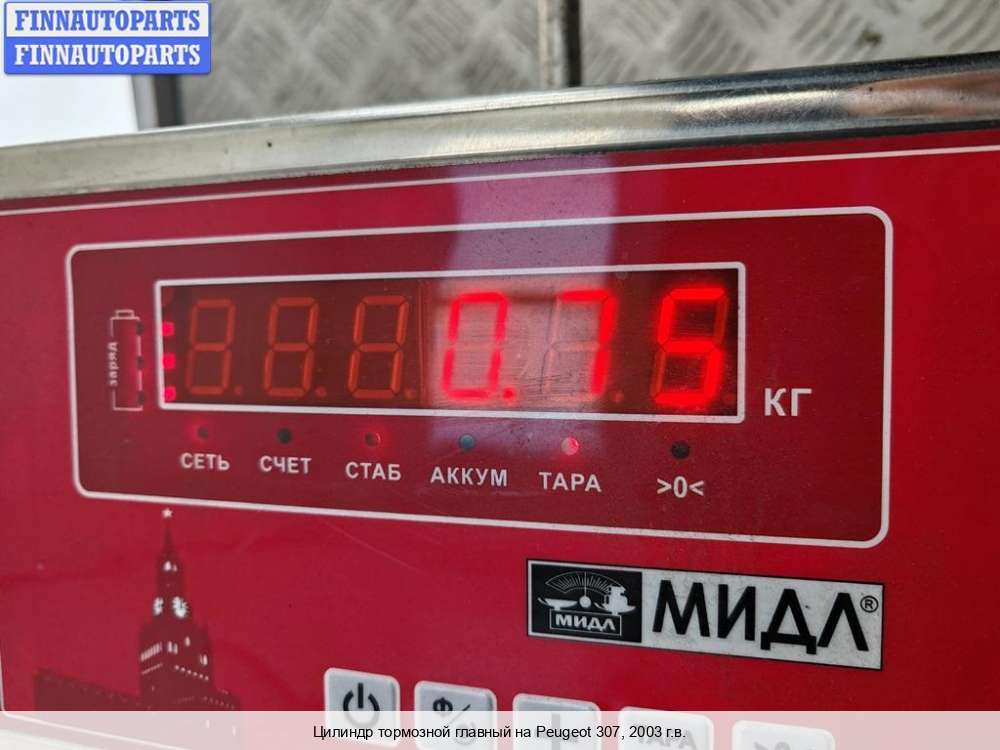 FINNAUTOPARTS
FINNAUTOPARTS
заряд
0.75
КГ
СЕТЬ СЧЕТ СТАБ АККУМ ТАРА >0<
МИДЛ
МИДЛ®
ТАРА
Цилиндр тормозной главный на Peugeot 307, 2003 г.в.